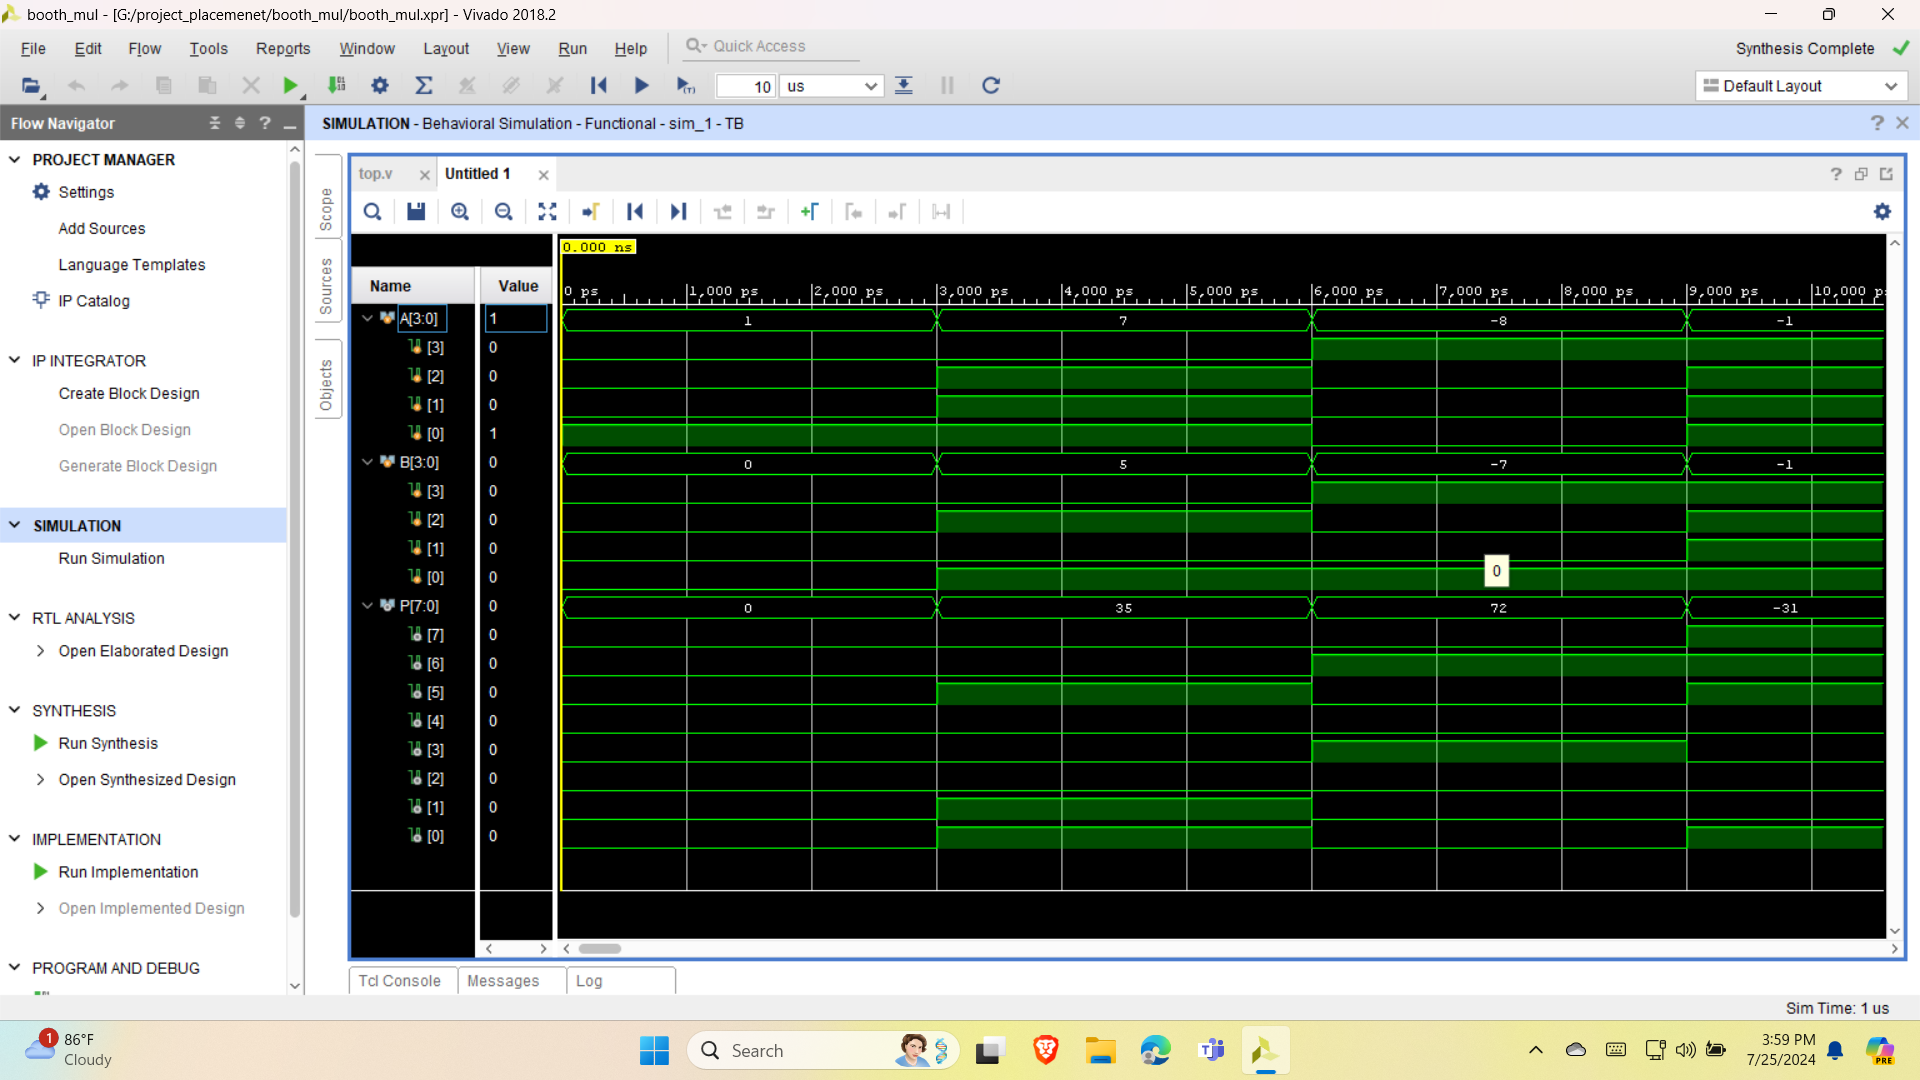 booth_mul - [G:/project_placemenet/booth_mul/booth_mul.xpr] - Vivado 2018.2
File Edit Flow Tools Reports Window Layout View Run Help Quick Access Synthesis Complete
10 us Default Layout
Flow Navigator
SIMULATION - Behavioral Simulation - Functional - sim_1 - TB
PROJECT MANAGER
Settings
Add Sources
Language Templates
IP Catalog
IP INTEGRATOR
Create Block Design
Open Block Design
Generate Block Design
SIMULATION
Run Simulation
RTL ANALYSIS
Open Elaborated Design
SYNTHESIS
Run Synthesis
Open Synthesized Design
IMPLEMENTATION
Run Implementation
Open Implemented Design
PROGRAM AND DEBUG
Scope
Sources
Objects
top.v Untitled 1
0.000 ns
Name Value
0 ps 1,000 ps 2,000 ps 3,000 ps 4,000 ps 5,000 ps 6,000 ps 7,000 ps 8,000 ps 9,000 ps 10,000 p
A[3:0] 1 1 7 -8 -1
[3] 0
[2] 0
[1] 0
[0] 1
B[3:0] 0 0 5 -7 -1
[3] 0
[2] 0
[1] 0
[0] 0 0
P[7:0] 0 0 35 72 -31
[7] 0
[6] 0
[5] 0
[4] 0
[3] 0
[2] 0
[1] 0
[0] 0
Tcl Console Messages Log
Sim Time: 1 us
1 86°F
Cloudy
Search
3:59 PM
7/25/2024
PRE